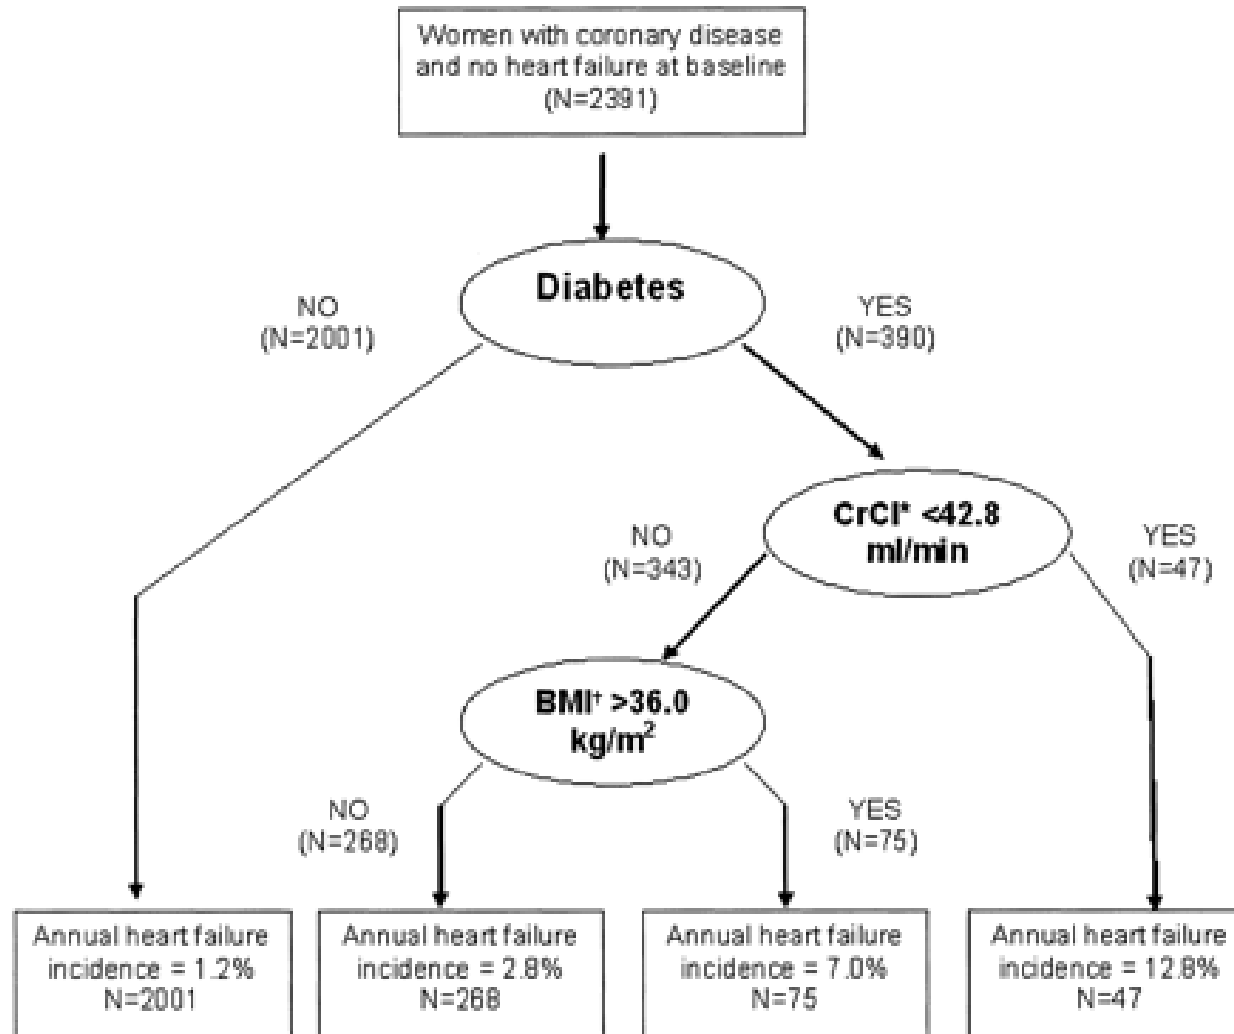 Women with coronary disease
and no heart failure at baseline
(N=2391)
Diabetes
NO
(N=2001)
YES
(N=390)
CrCl* <42.8
ml/min
NO
(N=343)
YES
(N=47)
BMI† >36.0
kg/m²
NO
(N=268)
YES
(N=75)
Annual heart failure
incidence = 1.2%
N=2001
Annual heart failure
incidence = 2.8%
N=268
Annual heart failure
incidence = 7.0%
N=75
Annual heart failure
incidence = 12.8%
N=47